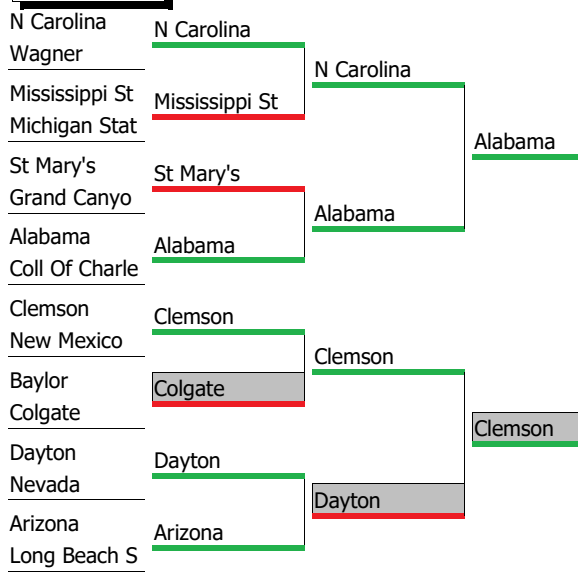 N Carolina
Wagner
Mississippi St
Michigan Stat
St Mary's
Grand Canyo
Alabama
Coll Of Charle
Clemson
New Mexico
Baylor
Colgate
Dayton
Nevada
Arizona
Long Beach S
N Carolina
Mississippi St
St Mary's
Alabama
Clemson
Colgate
Dayton
Arizona
N Carolina
Alabama
Clemson
Dayton
Alabama
Clemson